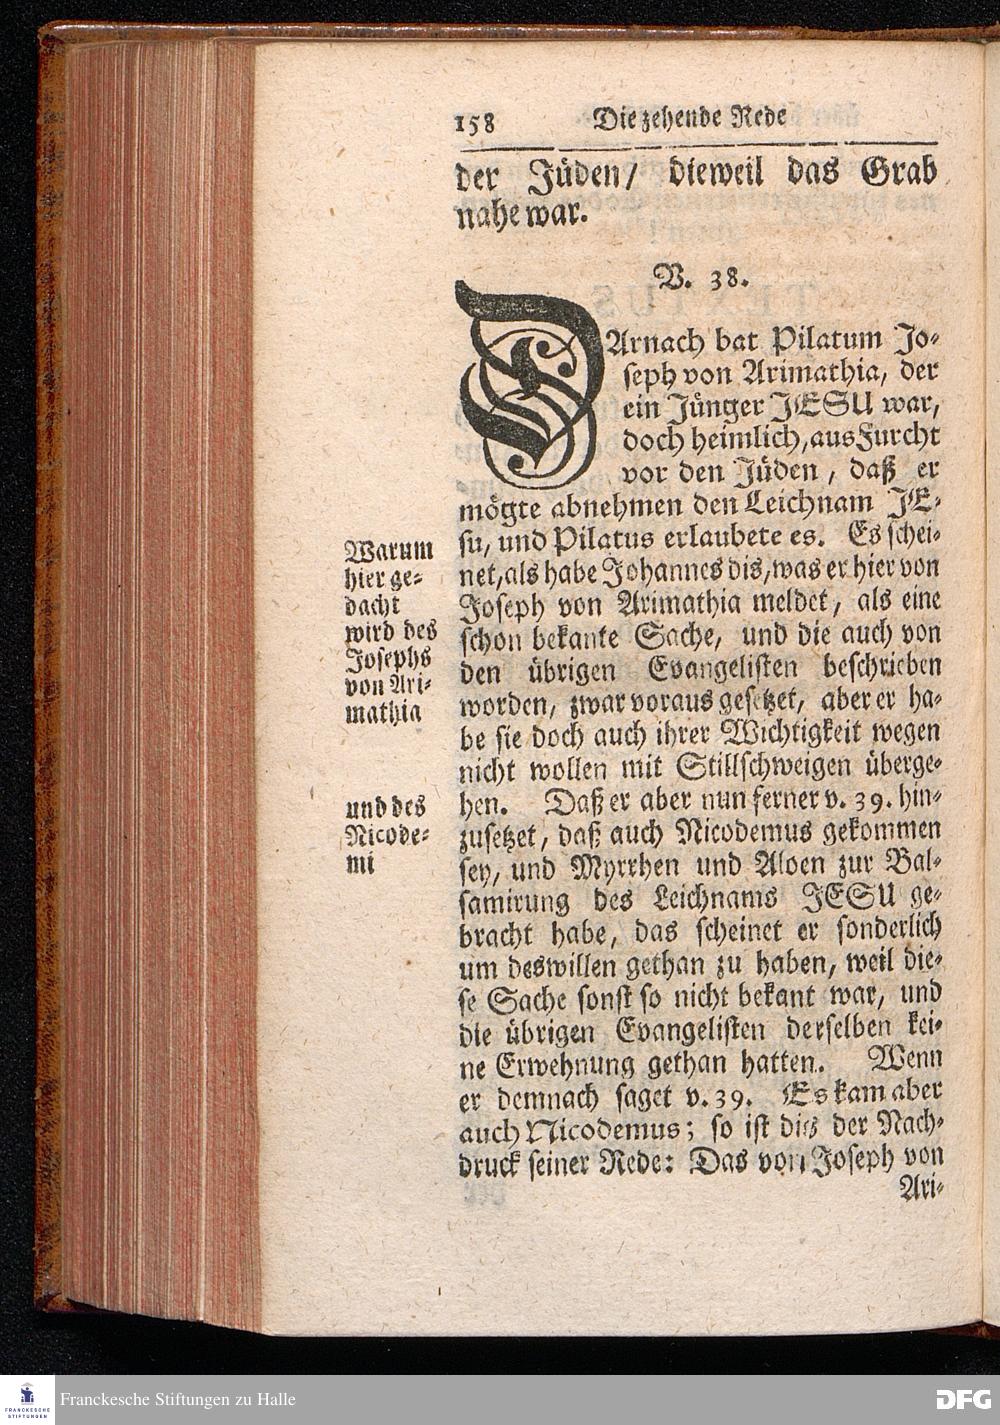 158 Die zehende Rede
der Jüden/ dieweil das Grab
nahe war.
V. 38.
DArnach bat Pilatum Jo-
seph von Arimathia, der
ein Jünger JESU war,
doch heimlich, aus Furcht
vor den Jüden, daß er
mögte abnehmen den Leichnam JE-
su, und Pilatus erlaubete es. Es schei-
net, als habe Johannes dis, was er hier von
Joseph von Arimathia meldet, als eine
schon bekante Sache, und die auch von
den übrigen Evangelisten beschrieben
worden, zwar voraus gesetzet, aber er ha-
be sie doch auch ihrer Wichtigkeit wegen
nicht wollen mit Stillschweigen überge-
hen. Daß er aber nun ferner v. 39. hin-
zusetzet, daß auch Nicodemus gekommen
sey, und Myrrhen und Aloen zur Bal-
samirung des Leichnams JESU ge-
bracht habe, das scheinet er sonderlich
um deswillen gethan zu haben, weil die-
se Sache sonst so nicht bekant war, und
die übrigen Evangelisten derselben kei-
ne Erwehnung gethan hatten. Wenn
er demnach saget v. 39. Es kam aber
auch Nicodemus; so ist dis der Nach-
druck seiner Rede: Das von Joseph von
Ari-
Warum
hier ge-
dacht
wird des
Josephs
von Ari-
mathia
und des
Nicode-
mi
FRANCKESCHE
STIFTUNGEN
Franckesche Stiftungen zu Halle
DFG